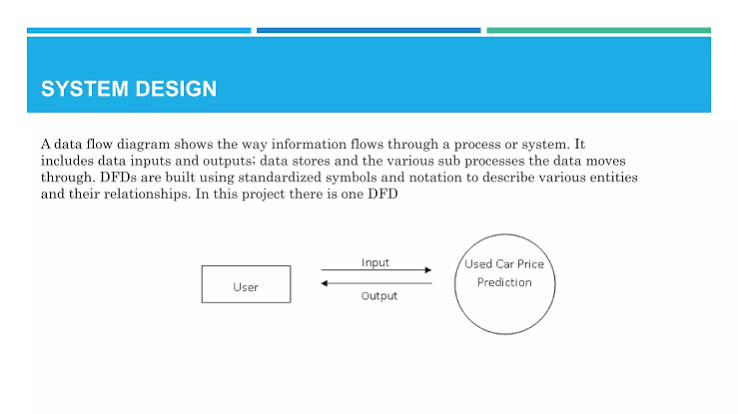 SYSTEM DESIGN
A data flow diagram shows the way information flows through a process or system. It
includes data inputs and outputs; data stores and the various sub processes the data moves
through. DFDs are built using standardized symbols and notation to describe various entities
and their relationships. In this project there is one DFD
User
Input
Output
Used Car Price
Prediction